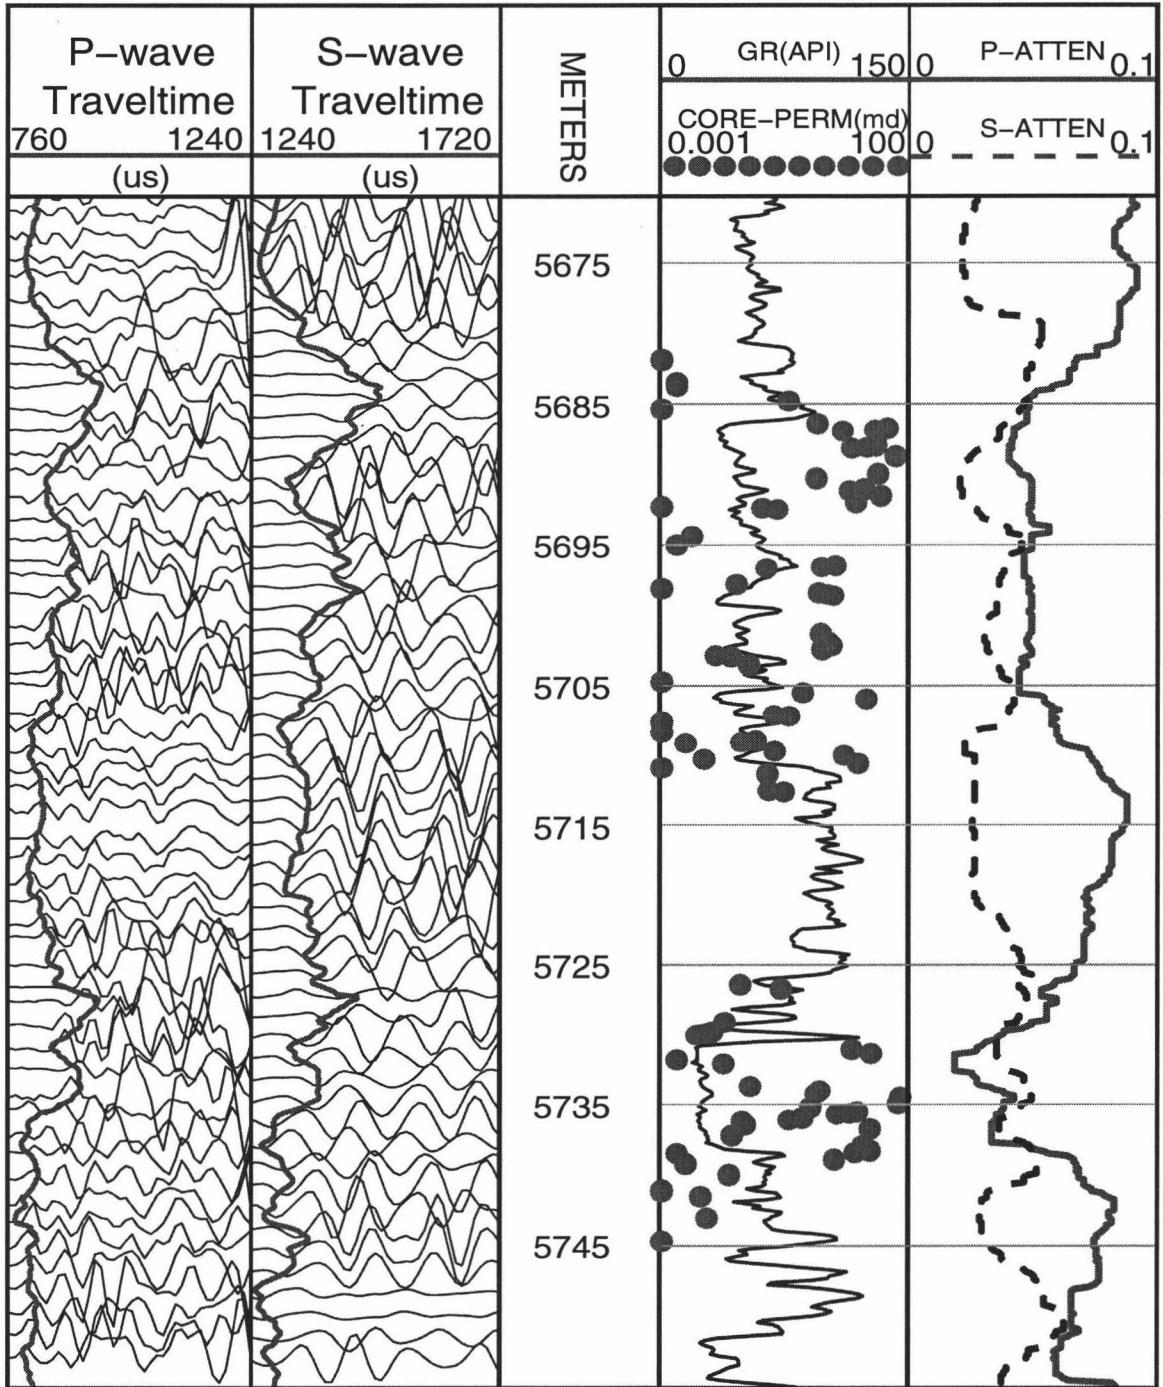 P-wave
Traveltime
760 1240
(us)
S-wave
Traveltime
1240 1720
(us)
METERS
0 GR(API) 150
CORE-PERM(md)
0.001 100
0 P-ATTEN 0.1
0 S-ATTEN 0.1
5675
5685
5695
5705
5715
5725
5735
5745